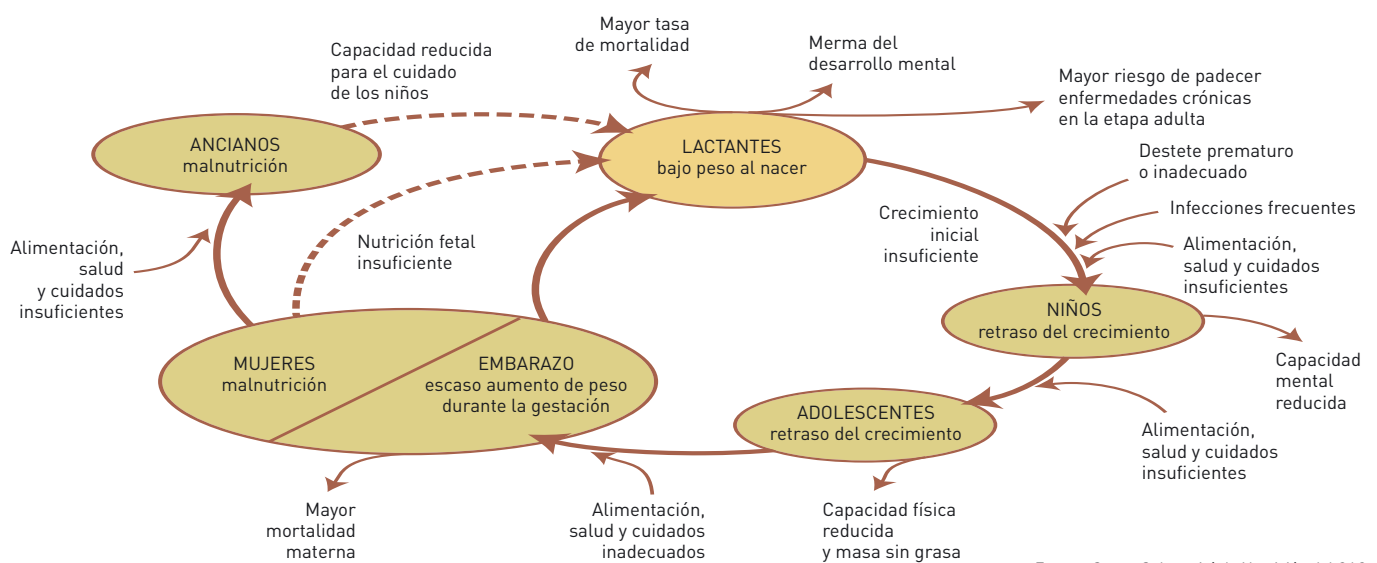 Mayor tasa
de mortalidad
Merma del
desarrollo mental
Mayor riesgo de padecer
enfermedades crónicas
en la etapa adulta
Capacidad reducida
para el cuidado
de los niños
ANCIANOS
malnutrición
LACTANTES
bajo peso al nacer
Destete prematuro
o inadecuado
Infecciones frecuentes
Alimentación,
salud y cuidados
insuficientes
Crecimiento
inicial
insuficiente
Alimentación,
salud
y cuidados
insuficientes
Nutrición fetal
insuficiente
NIÑOS
retraso del crecimiento
Capacidad
mental
reducida
MUJERES
malnutrición
EMBARAZO
escaso aumento de peso
durante la gestación
ADOLESCENTES
retraso del crecimiento
Alimentación,
salud y cuidados
insuficientes
Mayor
mortalidad
materna
Alimentación,
salud y cuidados
inadecuados
Capacidad física
reducida
y masa sin grasa